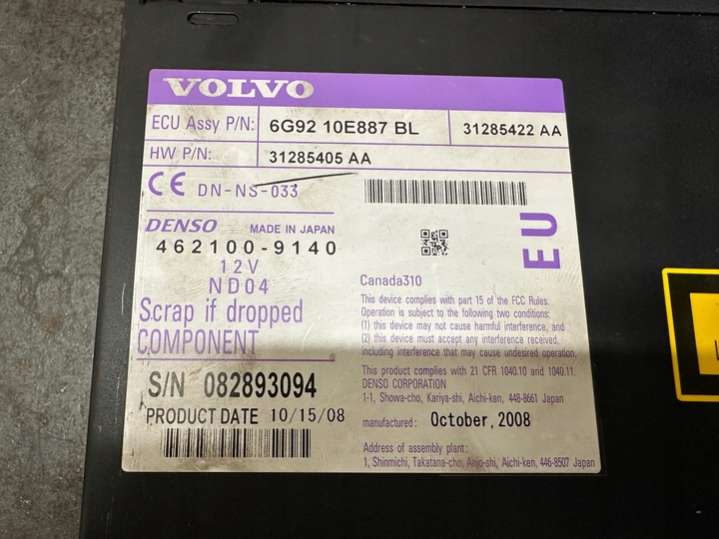 VOLVO
ECU Assy P/N: 6G92 10E887 BL 31285422 AA
HW P/N: 31285405 AA
CE DN-NS-033
DENSO MADE IN JAPAN
462100-9140
12V
ND04
Scrap if dropped
COMPONENT
S/N 082893094
PRODUCT DATE 10/15/08
EU
Canada310
This device complies with part 15 of the FCC Rules.
Operation is subject to the following two conditions:
(1) this device may not cause harmful interference, and
(2) this device must accept any interference received,
including interference that may cause undesired operation.
This product complies with 21 CFR 1040.10 and 1040.11.
DENSO CORPORATION
1-1, Showa-cho, Kariya-shi, Aichi-ken, 448-8661 Japan
manufactured: October, 2008
Address of assembly plant:
1, Shinmichi, Takatana-cho, Anjo-shi, Aichi-ken, 446-8507 Japan